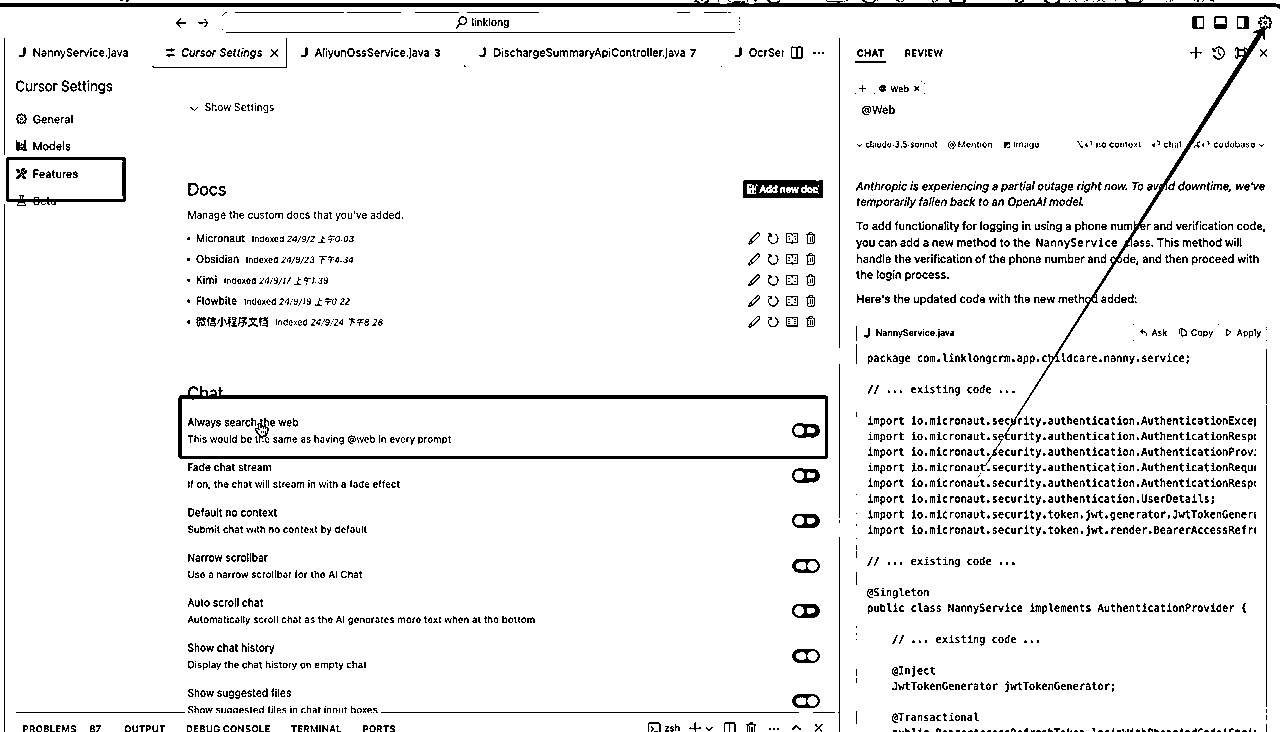 linklong
NannyService.java
Cursor Settings
AliyunOssService.java 3
DischargeSummaryApiController.java 7
OcrSer
Cursor Settings
General
Models
Features
Beta
Show Settings
Docs
Add new doc
Manage the custom docs that you've added.
Micronaut Indexed 24/9/2 上午0:03
Obsidian Indexed 24/9/23 下午4:34
Kimi Indexed 24/9/17 上午1:39
Flowbite Indexed 24/9/19 上午0:22
微信小程序文档 Indexed 24/9/24 下午8:28
Chat
Always search the web
This would be the same as having @web in every prompt
Fade chat stream
If on, the chat will stream in with a fade effect
Default no context
Submit chat with no context by default
Narrow scrollbar
Use a narrow scrollbar for the AI Chat
Auto scroll chat
Automatically scroll chat as the AI generates more text when at the bottom
Show chat history
Display the chat history on empty chat
Show suggested files
Show suggested files in chat input boxes
PROBLEMS 87 OUTPUT DEBUG CONSOLE TERMINAL PORTS
zsh
CHAT REVIEW
Web
@Web
claude-3.5-sonnet @Mention Image no context chat codebase
Anthropic is experiencing a partial outage right now. To avoid downtime, we've
temporarily fallen back to an OpenAI model.
To add functionality for logging in using a phone number and verification code,
you can add a new method to the NannyService class. This method will
handle the verification of the phone number and code, and then proceed with
the login process.
Here's the updated code with the new method added:
NannyService.java
Ask Copy Apply
package com.linklongcrm.app.childcare.nanny.service;
// ... existing code ...
import io.micronaut.security.authentication.AuthenticationExce
import io.micronaut.security.authentication.AuthenticationRespo
import io.micronaut.security.authentication.AuthenticationProvi
import io.micronaut.security.authentication.AuthenticationReque
import io.micronaut.security.authentication.AuthenticationRespo
import io.micronaut.security.authentication.UserDetails;
import io.micronaut.security.token.jwt.generator.JwtTokenGener
import io.micronaut.security.token.jwt.render.BearerAccessRefr
// ... existing code ...
@Singleton
public class NannyService implements AuthenticationProvider {
// ... existing code ...
@Inject
JwtTokenGenerator jwtTokenGenerator;
@Transactional